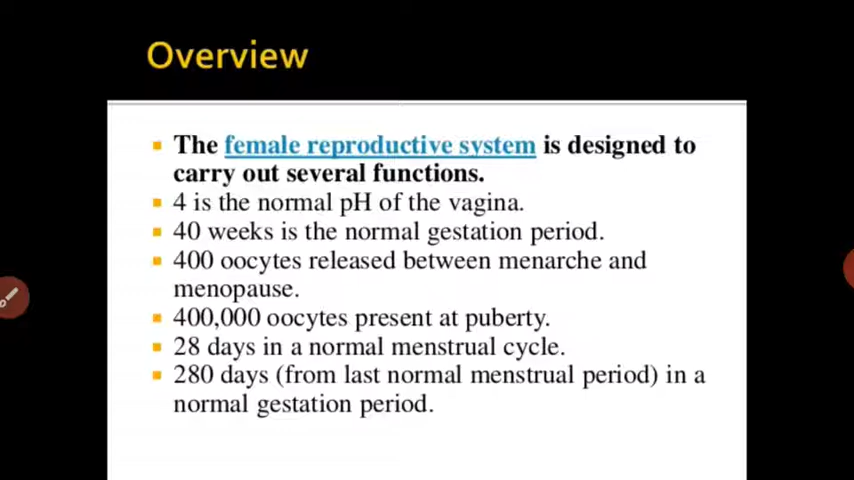 Overview
The female reproductive system is designed to
carry out several functions.
4 is the normal pH of the vagina.
40 weeks is the normal gestation period.
400 oocytes released between menarche and
menopause.
400,000 oocytes present at puberty.
28 days in a normal menstrual cycle.
280 days (from last normal menstrual period) in a
normal gestation period.